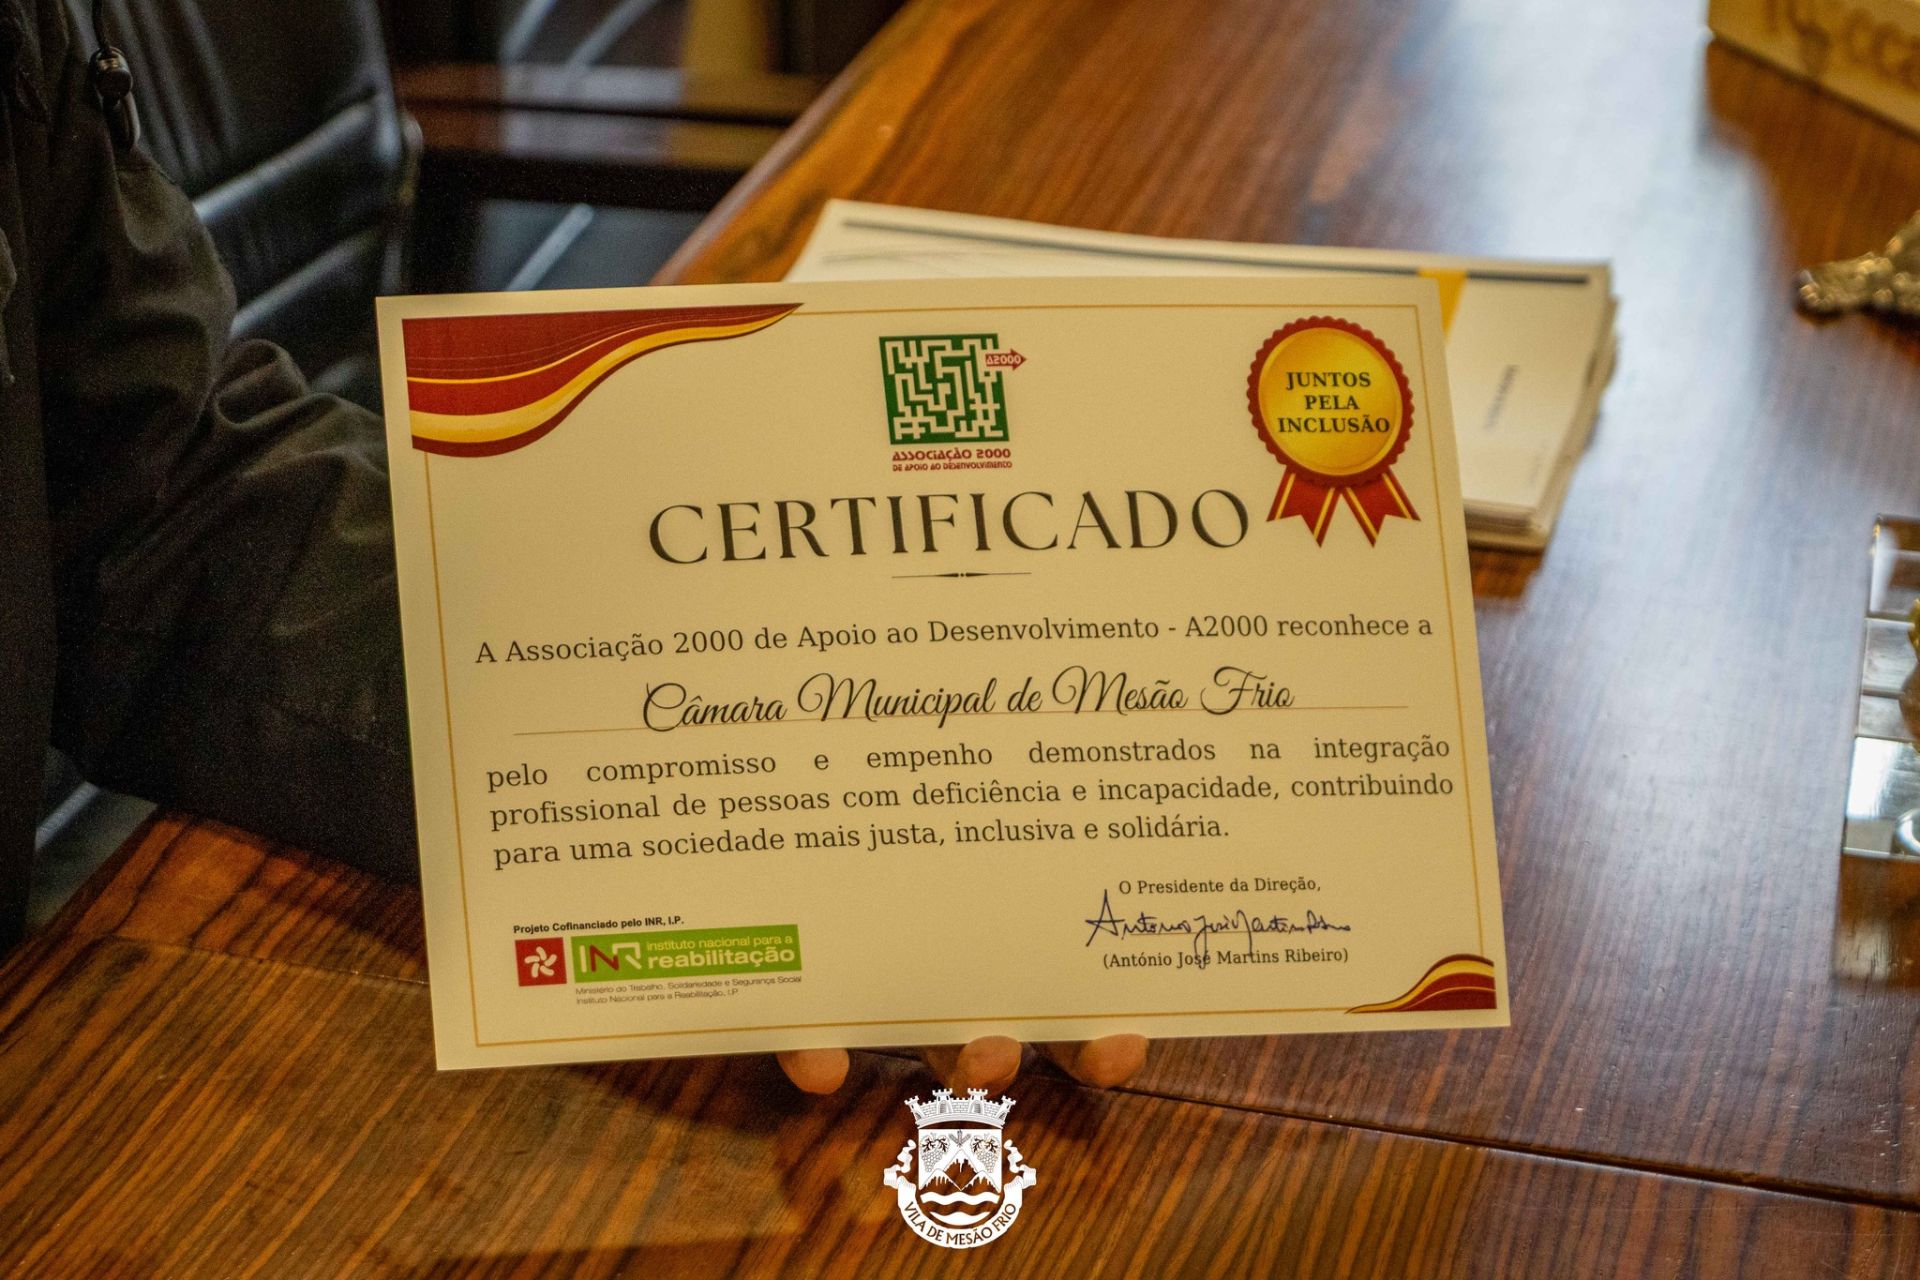 A2000
ASSOCIAÇÃO 2000
DE APOIO AO DESENVOLVIMENTO
JUNTOS
PELA
INCLUSÃO
CERTIFICADO
A Associação 2000 de Apoio ao Desenvolvimento - A2000 reconhece a
Câmara Municipal de Mesão Frio
pelo compromisso e empenho demonstrados na integração
profissional de pessoas com deficiência e incapacidade, contribuindo
para uma sociedade mais justa, inclusiva e solidária.
O Presidente da Direção,
(António José Martins Ribeiro)
Projeto Cofinanciado pelo INR, I.P.
INR instituto nacional para a
reabilitação
Ministério do Trabalho, Solidariedade e Segurança Social
Instituto Nacional para a Reabilitação, I.P.
VILA DE MESÃO FRIO